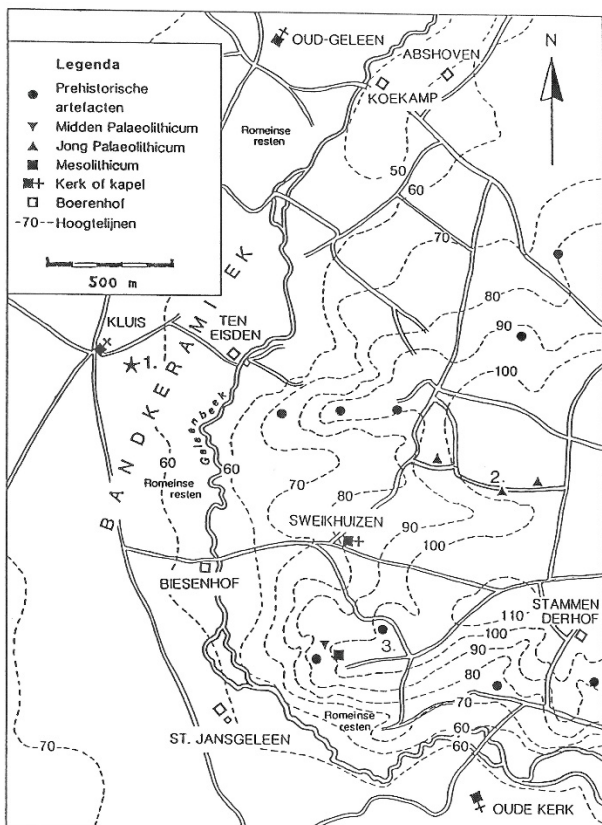 Legenda
Prehistorische
artefacten
Midden Palaeolithicum
Jong Palaeolithicum
Mesolithicum
Kerk of kapel
Boerenhof
-70-- Hoogtelijnen
500 m
OUD-GELEEN
ABSHOVEN
KOEKAMP
N
Romeinse
resten
50
60
70
80
90
100
KLUIS
1.
TEN
EISDEN
BANDKERAMIEK
Geleenbeek
60
Romeinse
resten
60
70
80
2.
SWEIKHUIZEN
90
100
BIESENHOF
110
100
90
80
70
STAMMEN
DERHOF
3.
Romeinse
resten
60
60
ST. JANSGELEEN
70
OUDE KERK